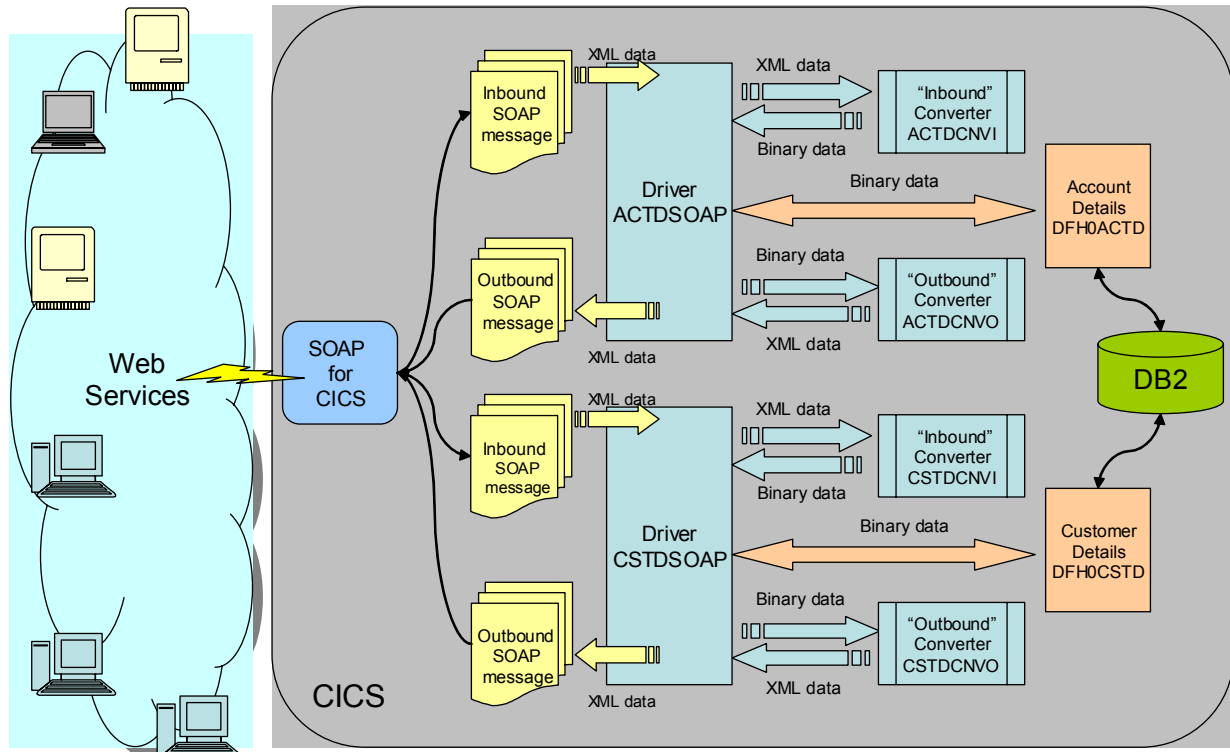 XML data
Inbound
SOAP
message
XML data
Binary data
"Inbound"
Converter
ACTDCNVI
Driver
ACTDSOAP
Binary data
Account
Details
DFH0ACTD
Outbound
SOAP
message
XML data
Binary data
XML data
"Outbound"
Converter
ACTDCNVO
Web
Services
SOAP
for
CICS
DB2
XML data
Inbound
SOAP
message
XML data
Binary data
"Inbound"
Converter
CSTDCNVI
Driver
CSTDSOAP
Binary data
Customer
Details
DFH0CSTD
Outbound
SOAP
message
XML data
Binary data
XML data
"Outbound"
Converter
CSTDCNVO
CICS